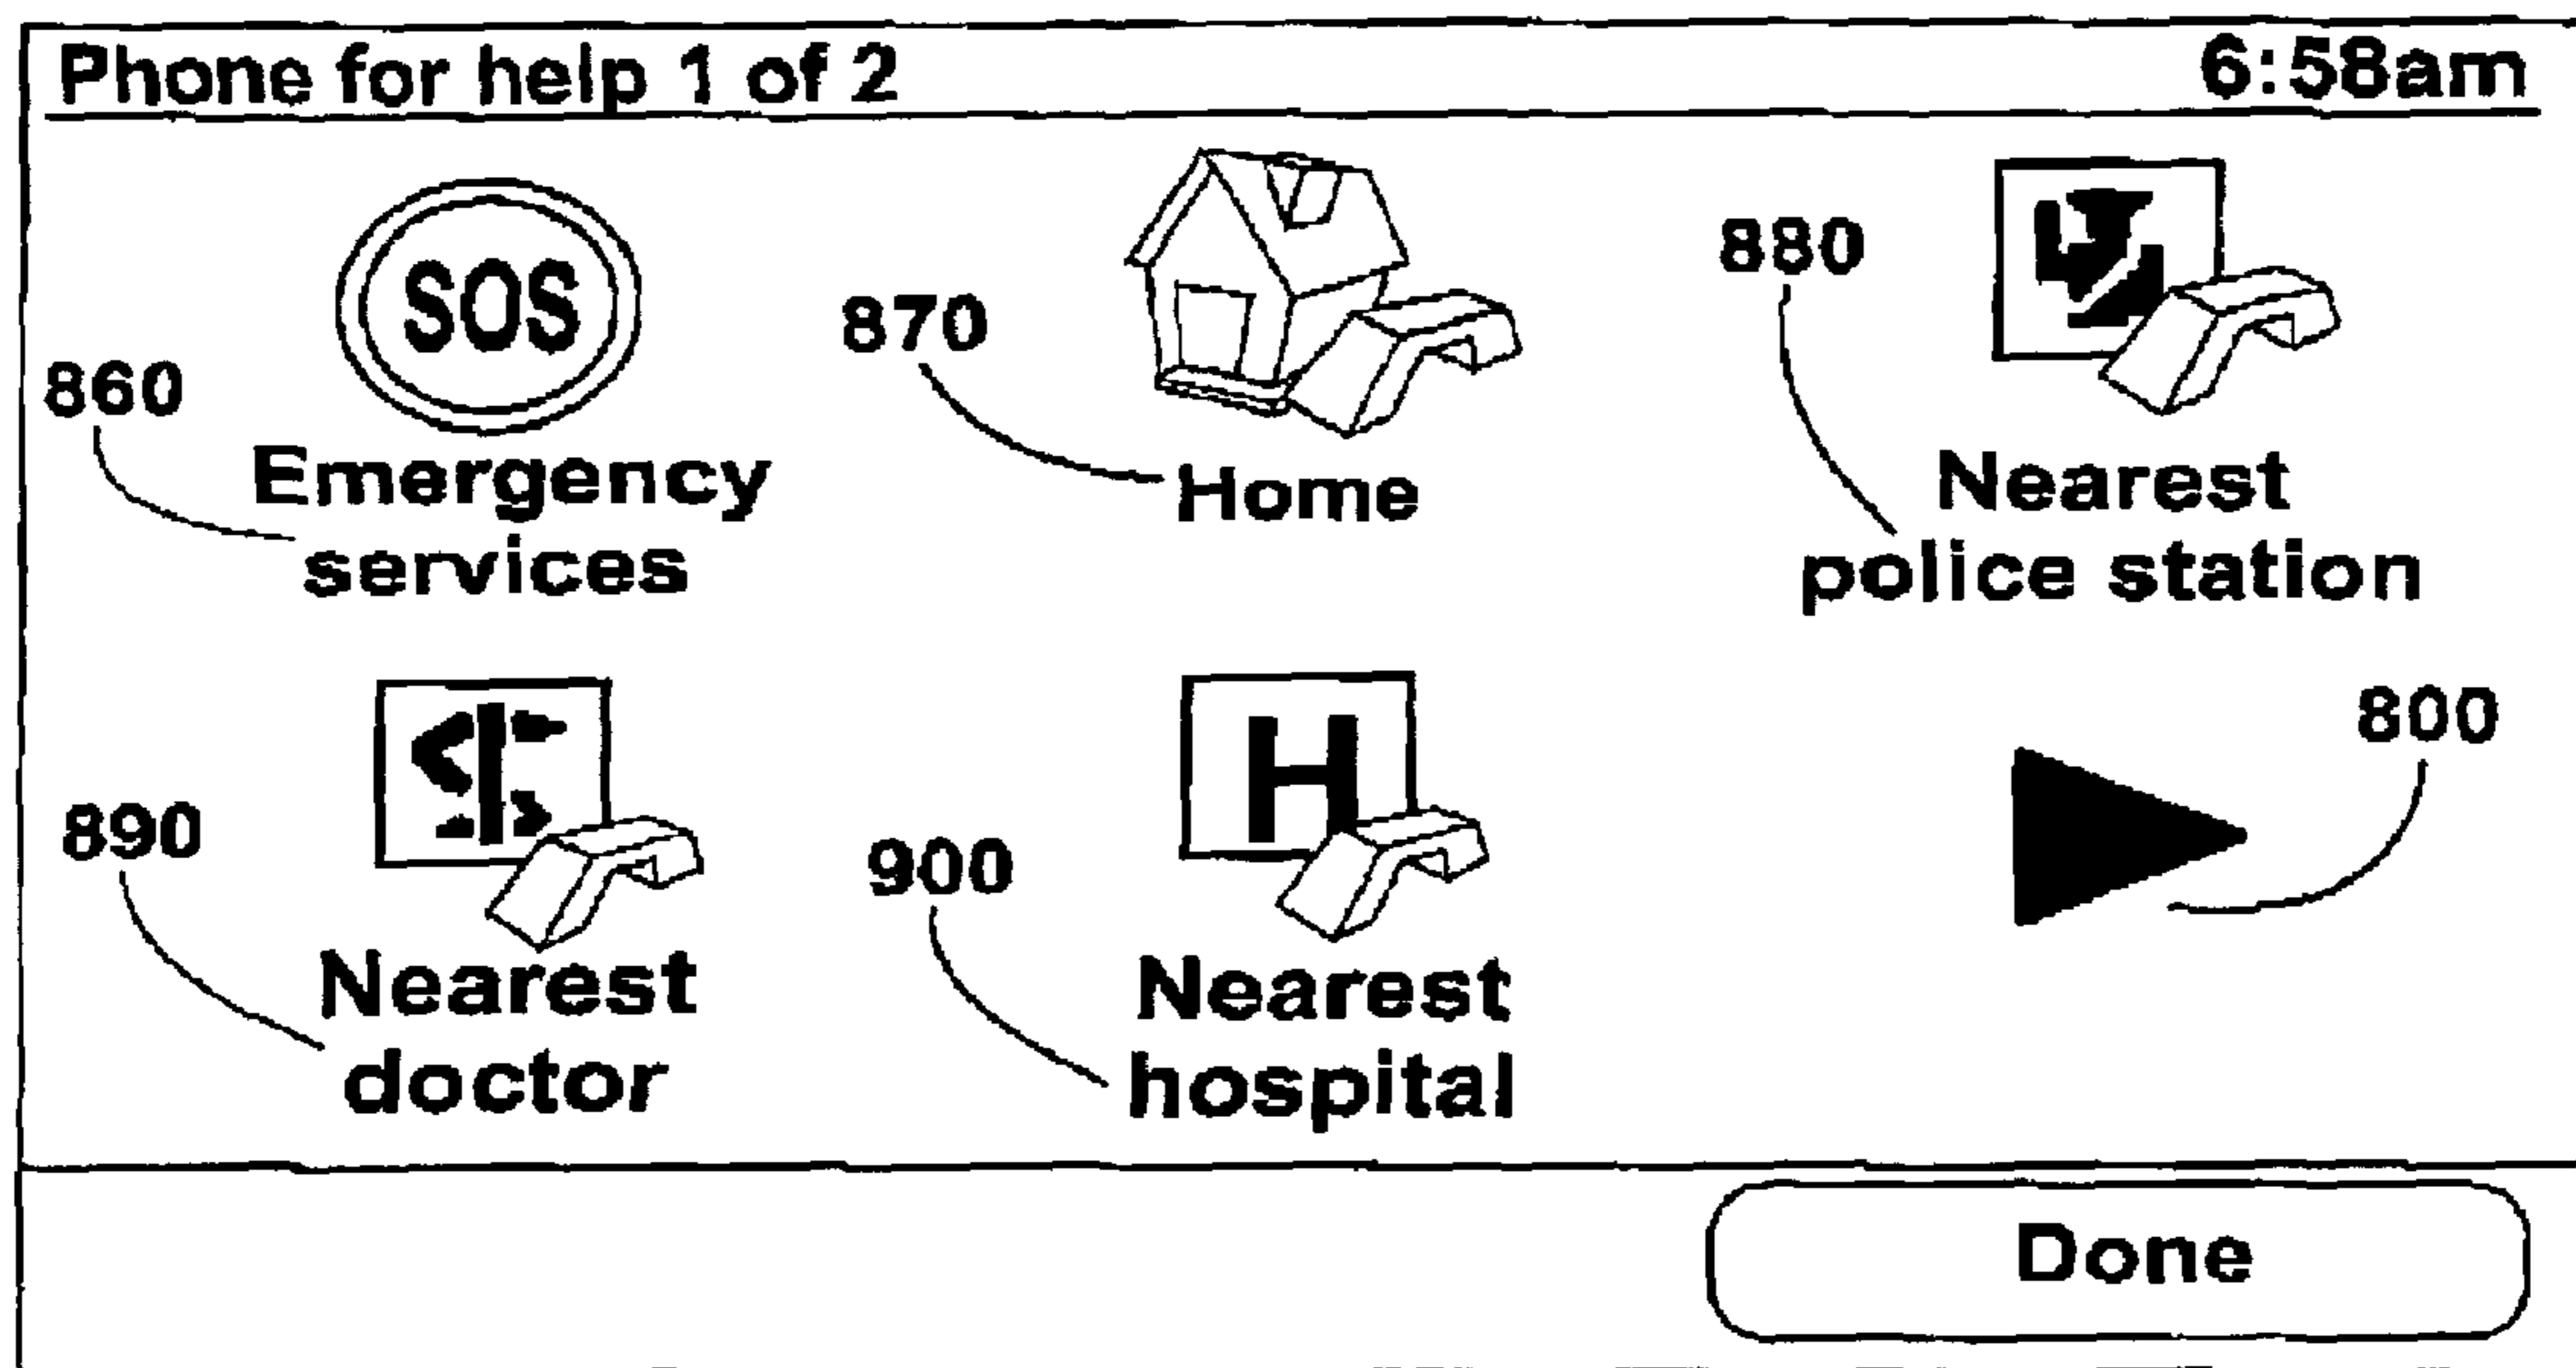 Phone for help 1 of 2
6:58am
SOS
860
Emergency
services
870
Home
880
Nearest
police station
890
Nearest
doctor
H
900
Nearest
hospital
800
Done